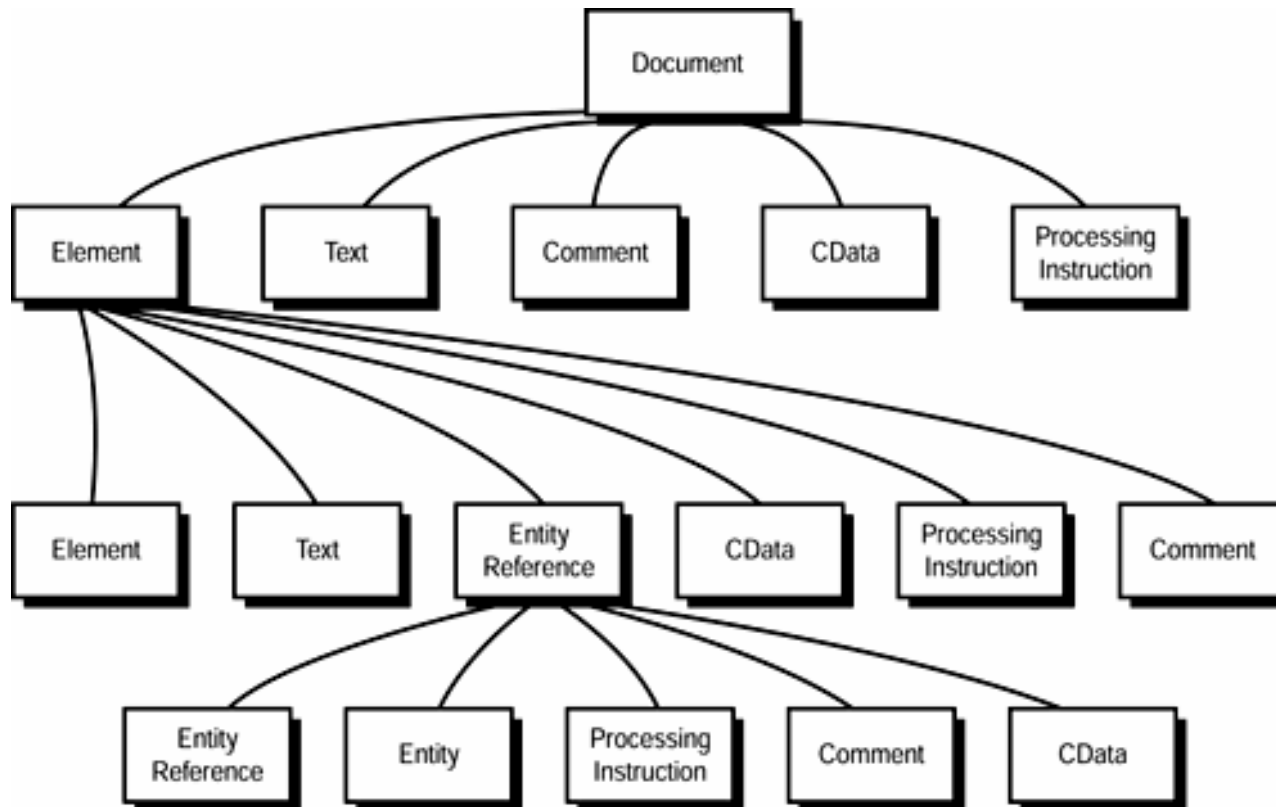 Document
Element
Text
Comment
CData
Processing
Instruction
Element
Text
Entity
Reference
CData
Processing
Instruction
Comment
Entity
Reference
Entity
Processing
Instruction
Comment
CData